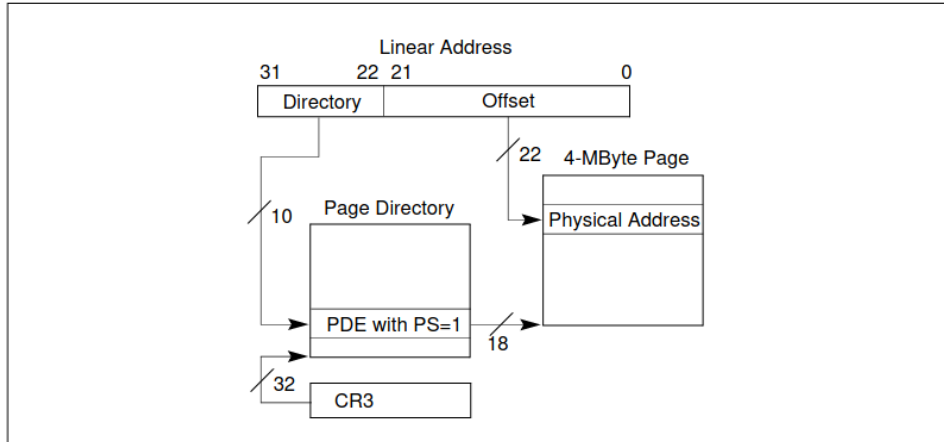 Linear Address
31 22 21 0
Directory Offset
22 4-MByte Page
10 Page Directory Physical Address
PDE with PS=1 18
32 CR3